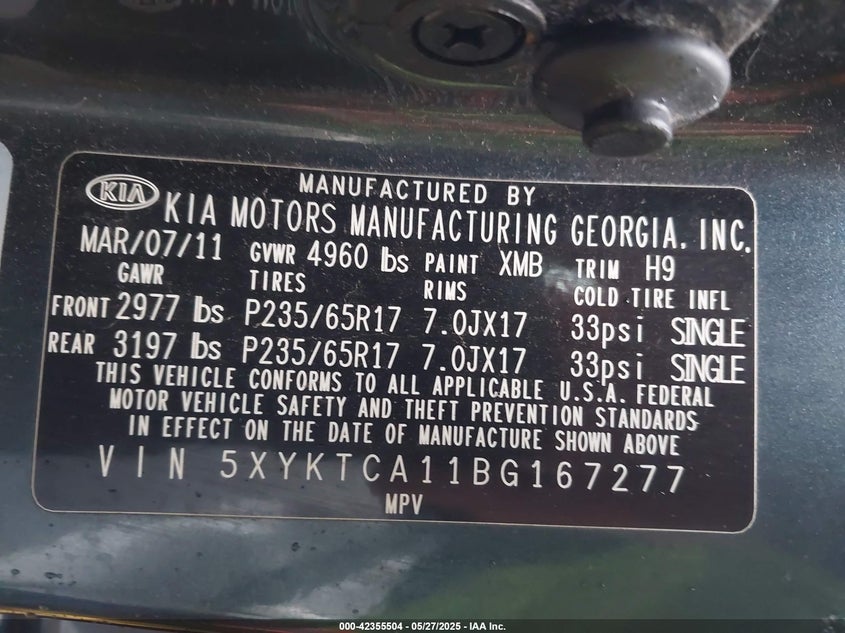 MANUFACTURED BY
KIA KIA MOTORS MANUFACTURING GEORGIA, INC.
MAR/07/11 GVWR 4960 lbs PAINT XMB TRIM H9
GAWR TIRES RIMS COLD TIRE INFL
FRONT 2977 lbs P235/65R17 7.0JX17 33psi SINGLE
REAR 3197 lbs P235/65R17 7.0JX17 33psi SINGLE
THIS VEHICLE CONFORMS TO ALL APPLICABLE U.S.A. FEDERAL
MOTOR VEHICLE SAFETY AND THEFT PREVENTION STANDARDS
IN EFFECT ON THE DATE OF MANUFACTURE SHOWN ABOVE
VIN 5XYKTCA11BG167277
MPV
000-42355504 - 05/27/2025 - IAA Inc.